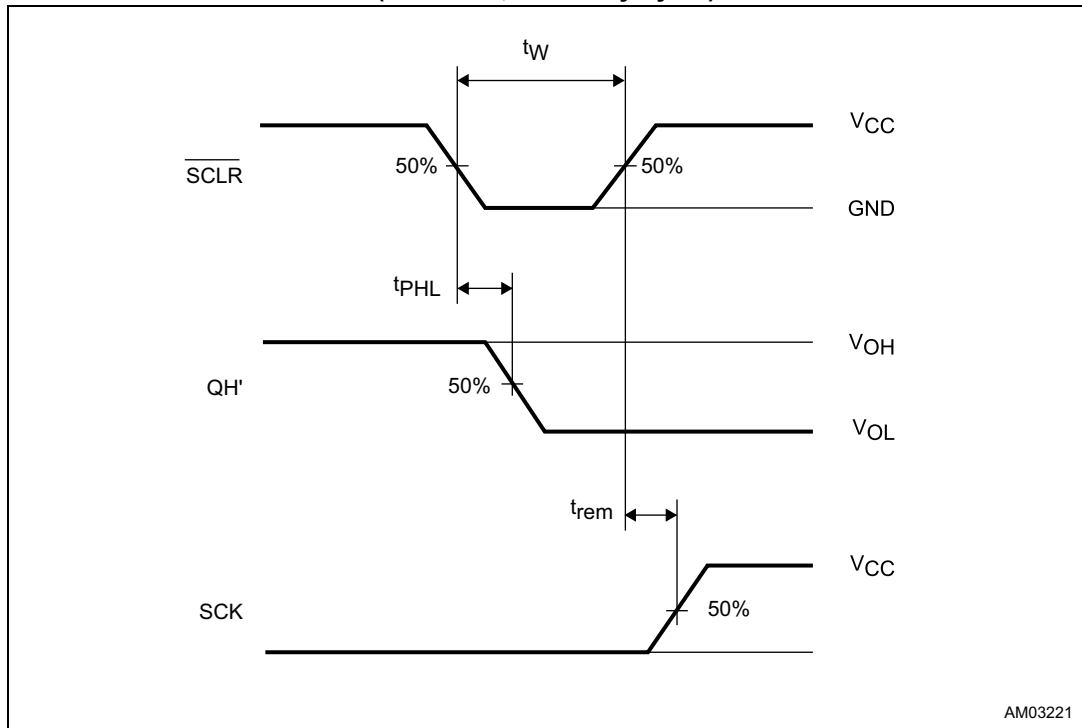 tW
VCC
SCLR
50%
50%
GND
tPHL
VOH
QH'
50%
VOL
trem
VCC
SCK
50%
AM03221